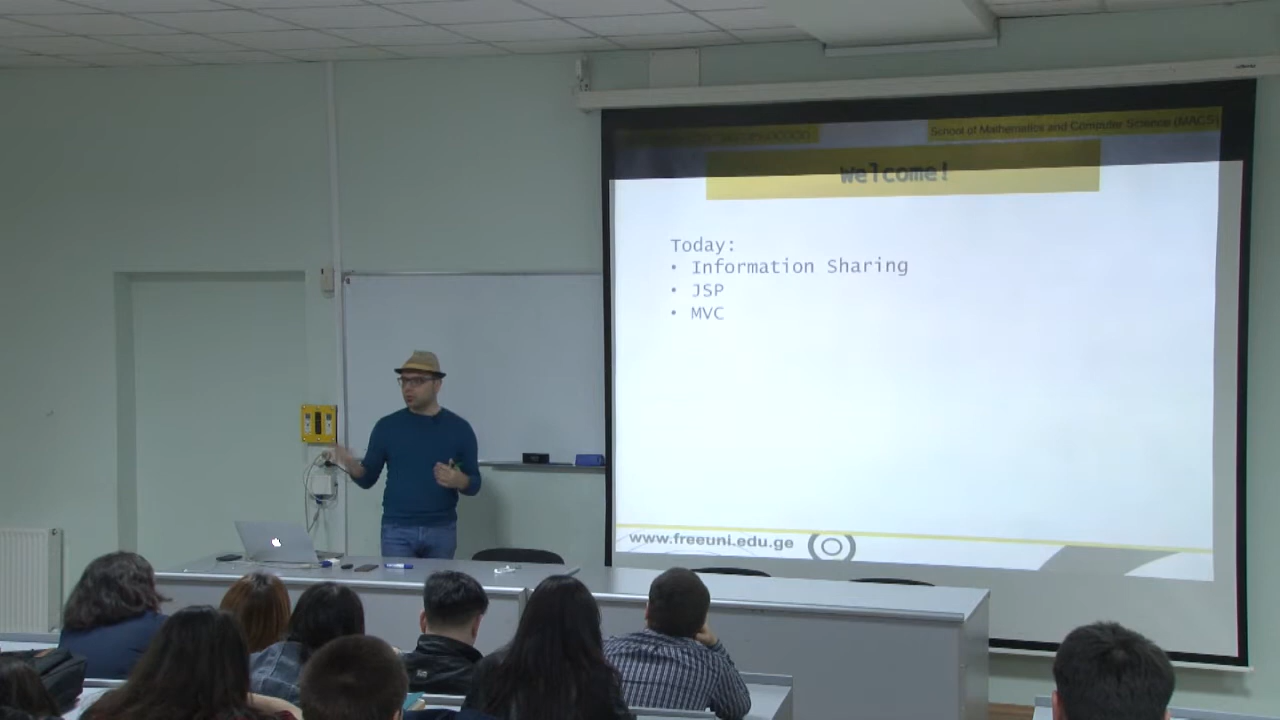 School of Mathematics and Computer Science (MACS)
Welcome!
Today:
• Information Sharing
• JSP
• MVC
www.freeuni.edu.ge